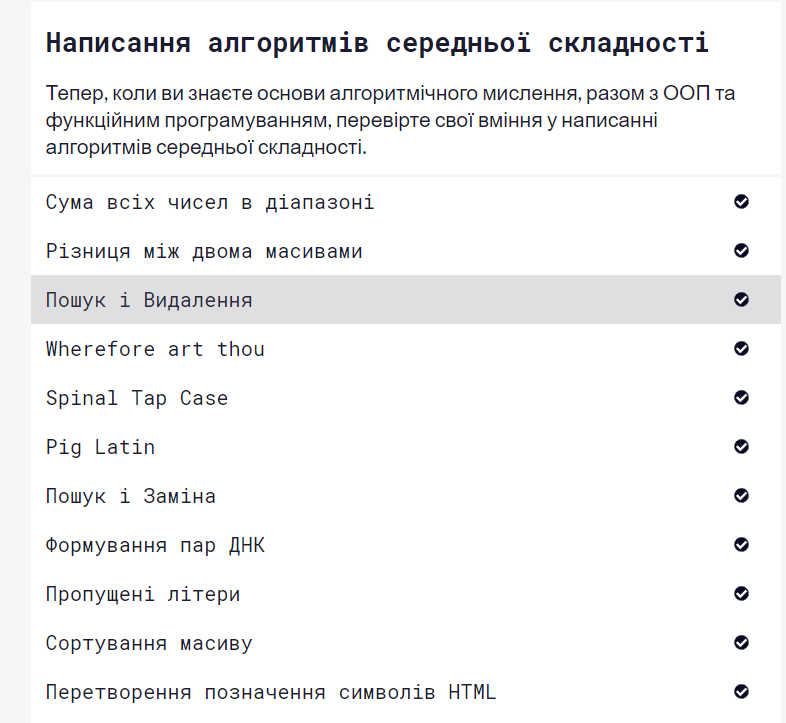 Написання алгоритмів середньої складності
Тепер, коли ви знаєте основи алгоритмічного мислення, разом з ООП та
функційним програмуванням, перевірте свої вміння у написанні
алгоритмів середньої складності.
Сума всіх чисел в діапазоні
Різниця між двома масивами
Пошук і Видалення
Wherefore art thou
Spinal Tap Case
Pig Latin
Пошук і Заміна
Формування пар ДНК
Пропущені літери
Сортування масиву
Перетворення позначення символів HTML